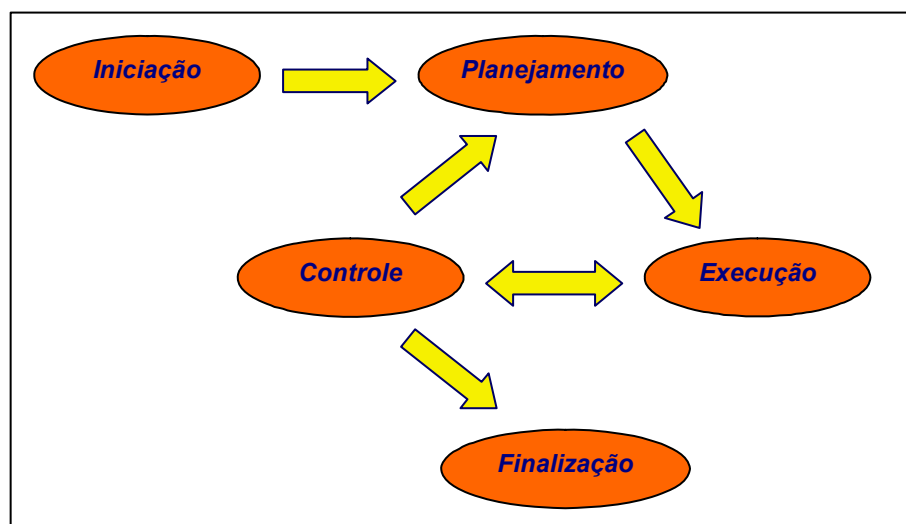 Iniciação
Planejamento
Controle
Execução
Finalização